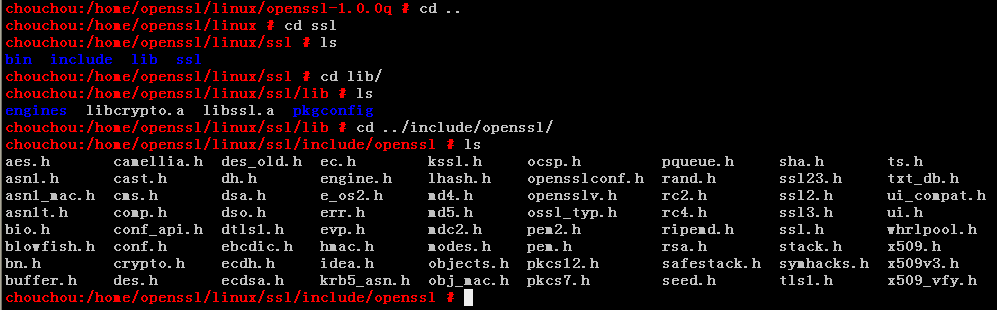 chouchou:/home/openssl/linux/openssl-1.0.0q # cd ..
chouchou:/home/openssl/linux # cd ssl
chouchou:/home/openssl/linux/ssl # ls
bin include lib ssl
chouchou:/home/openssl/linux/ssl # cd lib/
chouchou:/home/openssl/linux/ssl/lib # ls
engines libcrypto.a libssl.a pkgconfig
chouchou:/home/openssl/linux/ssl/lib # cd ../include/openssl/
chouchou:/home/openssl/linux/ssl/include/openssl # ls
aes.h camellia.h des_old.h ec.h kssl.h ocsp.h pqueue.h sha.h ts.h
asn1.h cast.h dh.h engine.h lhash.h opensslconf.h rand.h ssl23.h txt_db.h
asn1_mac.h cms.h dsa.h e_os2.h md4.h opensslv.h rc2.h ssl2.h ui_compat.h
asn1t.h comp.h dso.h err.h md5.h ossl_typ.h rc4.h ssl3.h ui.h
bio.h conf_api.h dtls1.h evp.h mdc2.h pem2.h ripemd.h ssl.h whrlpool.h
blowfish.h conf.h ebcdic.h hmac.h modes.h pem.h rsa.h stack.h x509.h
bn.h crypto.h ecdh.h idea.h objects.h pkcs12.h safestack.h symhacks.h x509v3.h
buffer.h des.h ecdsa.h krb5_asn.h obj_mac.h pkcs7.h seed.h tls1.h x509_vfy.h
chouchou:/home/openssl/linux/ssl/include/openssl #